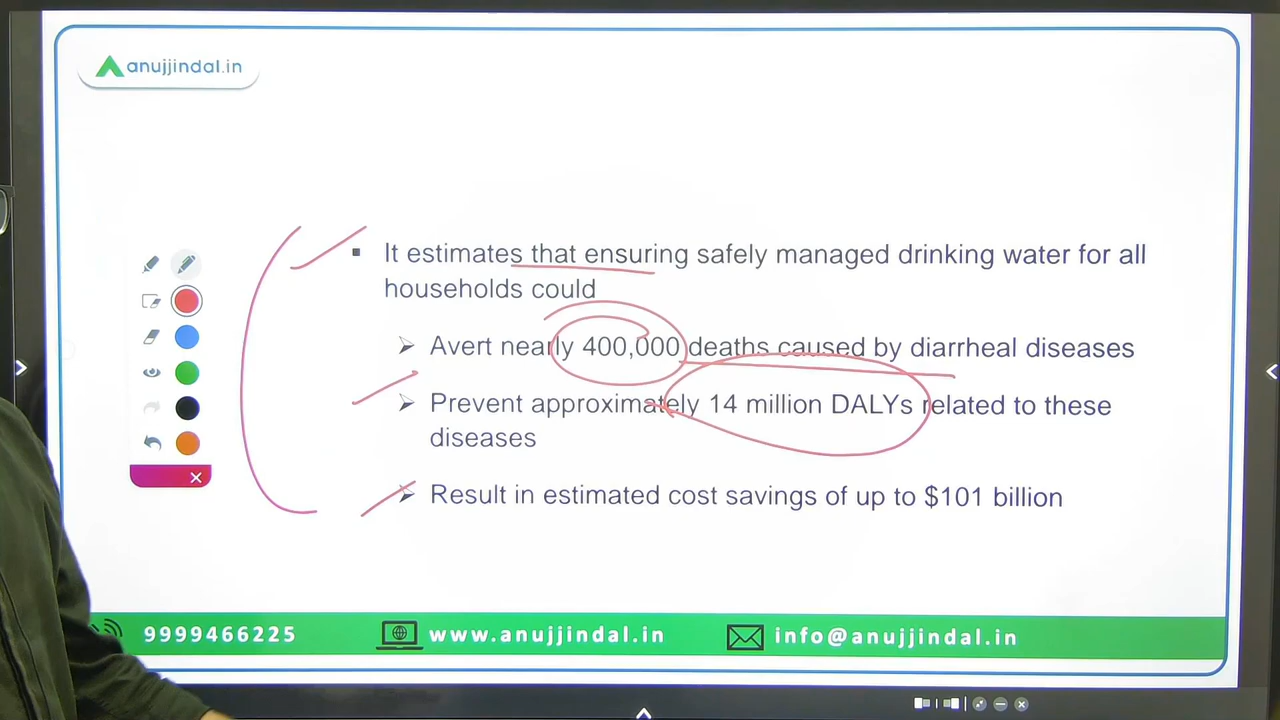 anujjindal.in
It estimates that ensuring safely managed drinking water for all
households could
Avert nearly 400,000 deaths caused by diarrheal diseases
Prevent approximately 14 million DALYs related to these
diseases
Result in estimated cost savings of up to $101 billion
9999466225 www.anujjindal.in info@anujjindal.in